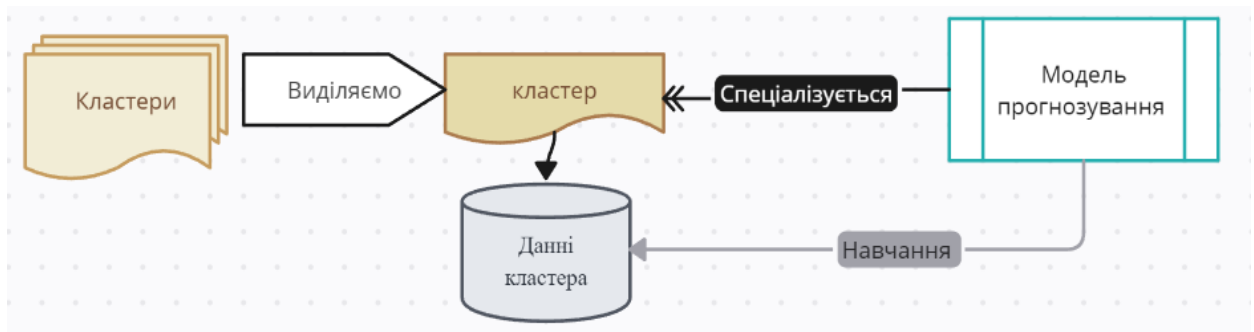 Кластери
Виділяємо
кластер
Спеціалізується
Модель
прогнозування
Данні
кластера
Навчання